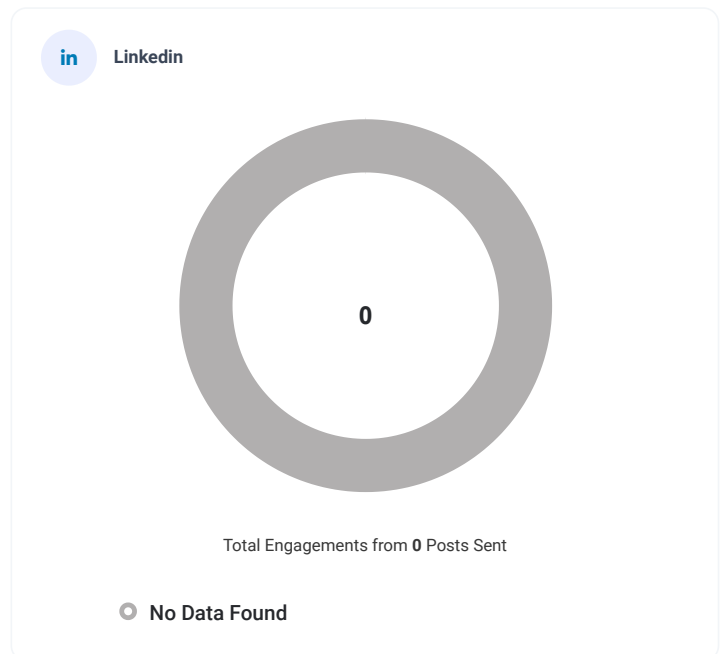 in Linkedin
0
Total Engagements from 0 Posts Sent
No Data Found